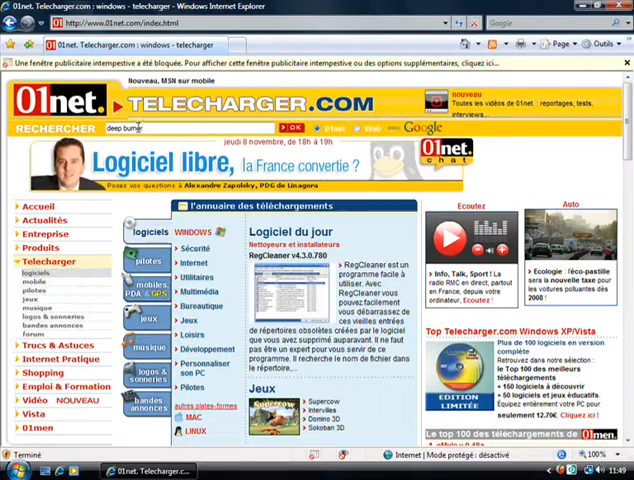 01net. Telecharger.com : windows - telecharger - Windows Internet Explorer
http://www.01net.com/index.html
Google
01net. Telecharger.com : windows - telecharger
Page
Outils
Une fenêtre publicitaire intempestive a été bloquée. Pour afficher cette fenêtre publicitaire intempestive ou des options supplémentaires, cliquez ici...
Nouveau, MSN sur mobile
01net. TELECHARGER.COM
nouveau
Toutes les vidéos de 01net : reportages, tests, interviews...
RECHERCHER
deep burner
OK
01net
Web
avec Google
jeudi 8 novembre, de 18h à 19h
Logiciel libre, la France convertie ?
Posez vos questions à Alexandre Zapolsky, PDG de Linagora
01net.
chat
Accueil
Actualités
Entreprise
Produits
Telecharger
logiciels
mobile
pilotes
jeux
musique
logos & sonneries
bandes annonces
forum
Trucs & Astuces
Internet Pratique
Shopping
Emploi & Formation
Vidéo NOUVEAU
Vista
01men
l'annuaire des téléchargements
logiciels
pilotes
mobiles, PDA & GPS
jeux
musique
logos & sonneries
bandes annonces
WINDOWS
Sécurité
Internet
Utilitaires
Multimédia
Bureautique
Jeux
Loisirs
Développement
Personnaliser son PC
Pilotes
autres plates-formes
MAC
LINUX
Logiciel du jour
Nettoyeurs et installateurs
RegCleaner v4.3.0.780
RegCleaner est un
programme facile à
utiliser. Avec
RegCleaner vous
pouvez facilement
vous débarrassez
de ces vieilles entrées
de répertoires obsolètes créées par le logiciel
que vous avez supprimé auparavant. Il ne faut
pas être un expert pour vous servir de ce
programme. Il recherche le nom de fichier dans
le répertoire,...
Jeux
Supercow
Intervilles
Domino 3D
Sokoban 3D
Ecoutez
Info, Talk, Sport ! La
radio RMC en direct, partout
en France, depuis votre
ordinateur. Ecoutez !
Auto
Ecologie : l'éco-pastille
sera la nouvelle taxe pour
les voitures polluantes dès
2008 !
Top Telecharger.com Windows XP/Vista
EDITION
LIMITÉE
Plus de 100 logiciels en version
complète
Retrouvez dans notre sélection :
le Top 100 des meilleurs
téléchargements
+ 150 logiciels à découvrir
+ 50 logiciels et jeux éducatifs.
Équipez entièrement votre PC pour
seulement 12.70€. Cliquez ici !
Le top 100 des téléchargements de 01men.
Terminé
Internet | Mode protégé : désactivé
100%
01net. Telecharger.c...
11:49